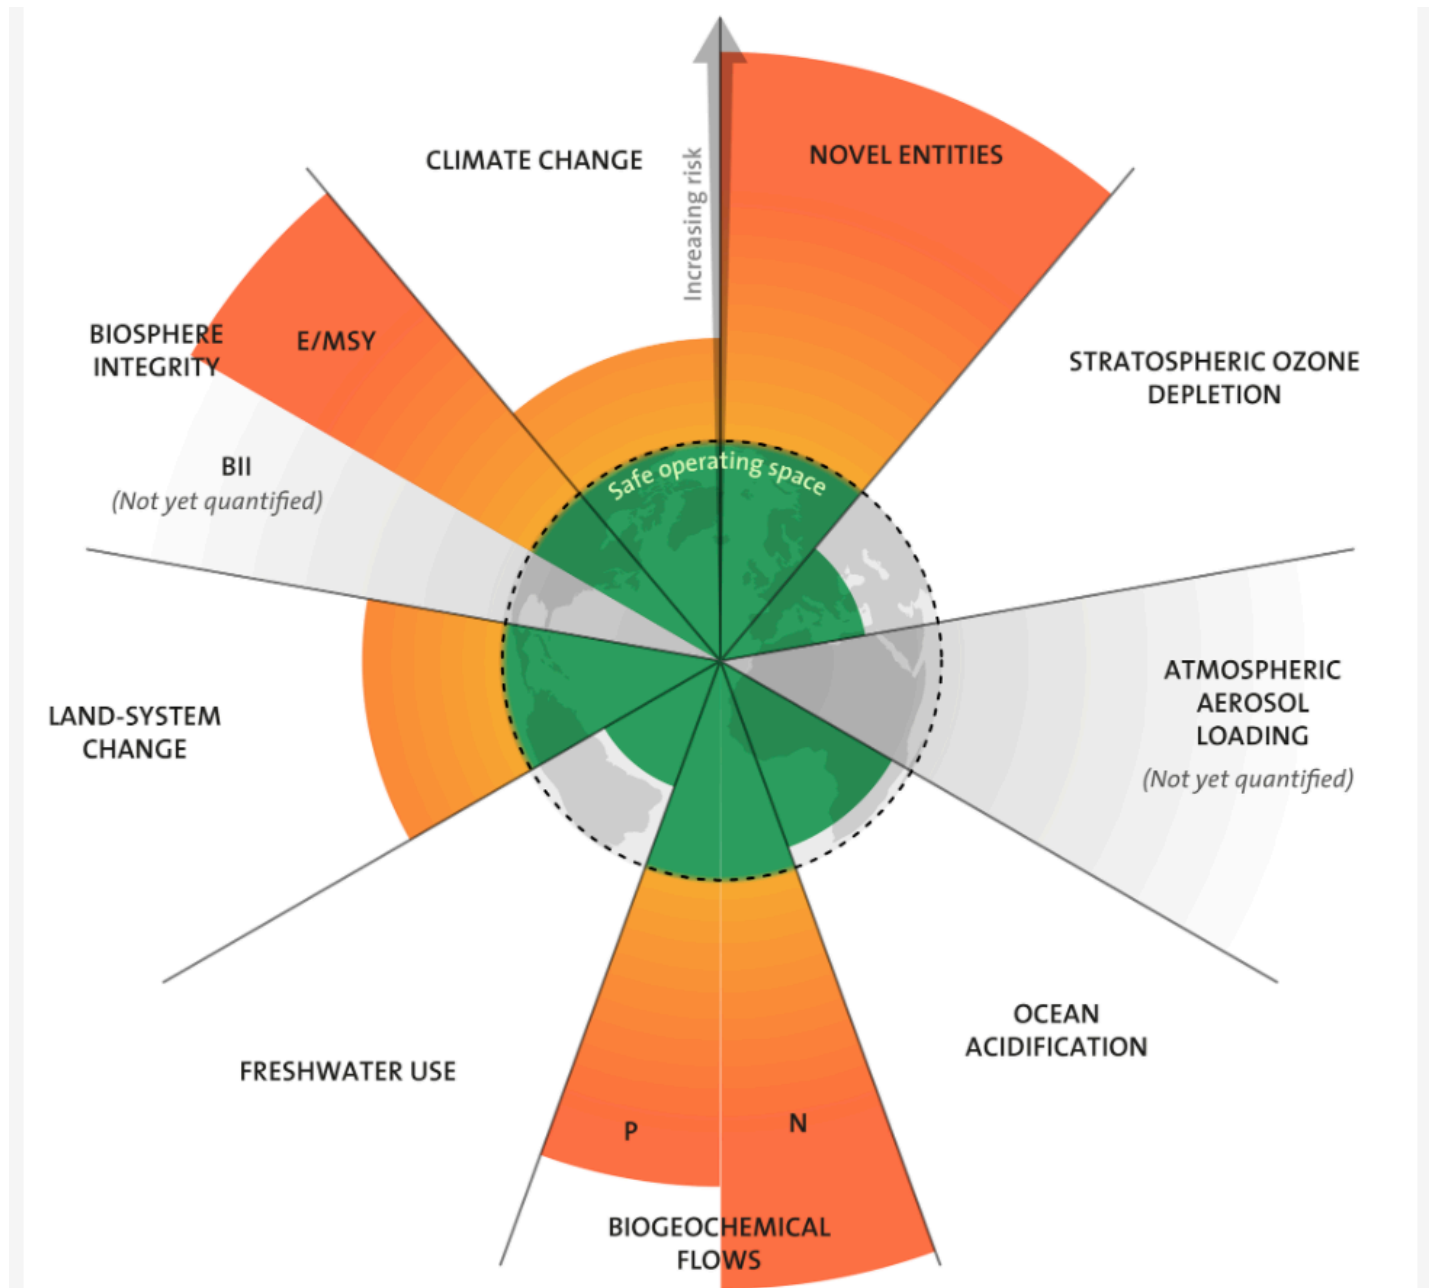 CLIMATE CHANGE
Increasing risk
NOVEL ENTITIES
STRATOSPHERIC OZONE
DEPLETION
ATMOSPHERIC
AEROSOL
LOADING
(Not yet quantified)
OCEAN
ACIDIFICATION
N
P
BIOGEOCHEMICAL
FLOWS
FRESHWATER USE
LAND-SYSTEM
CHANGE
BII
(Not yet quantified)
BIOSPHERE
INTEGRITY
E/MSY
Safe operating space